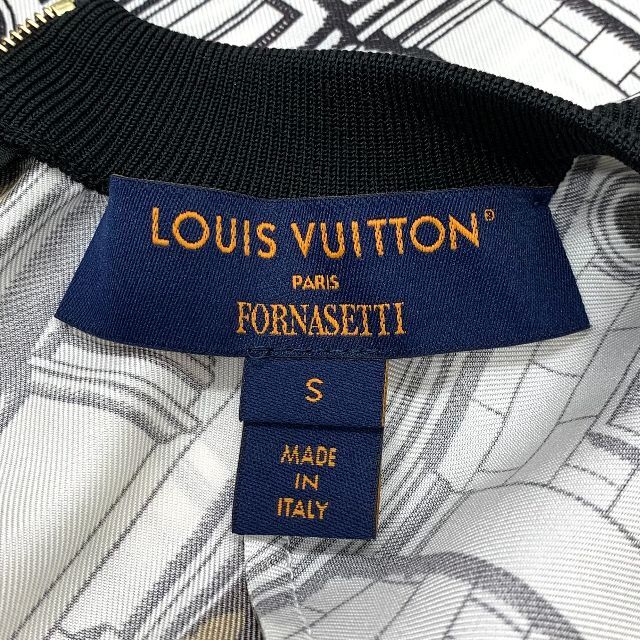 LOUIS VUITTON®
PARIS
FORNASETTI
S
MADE
IN
ITALY